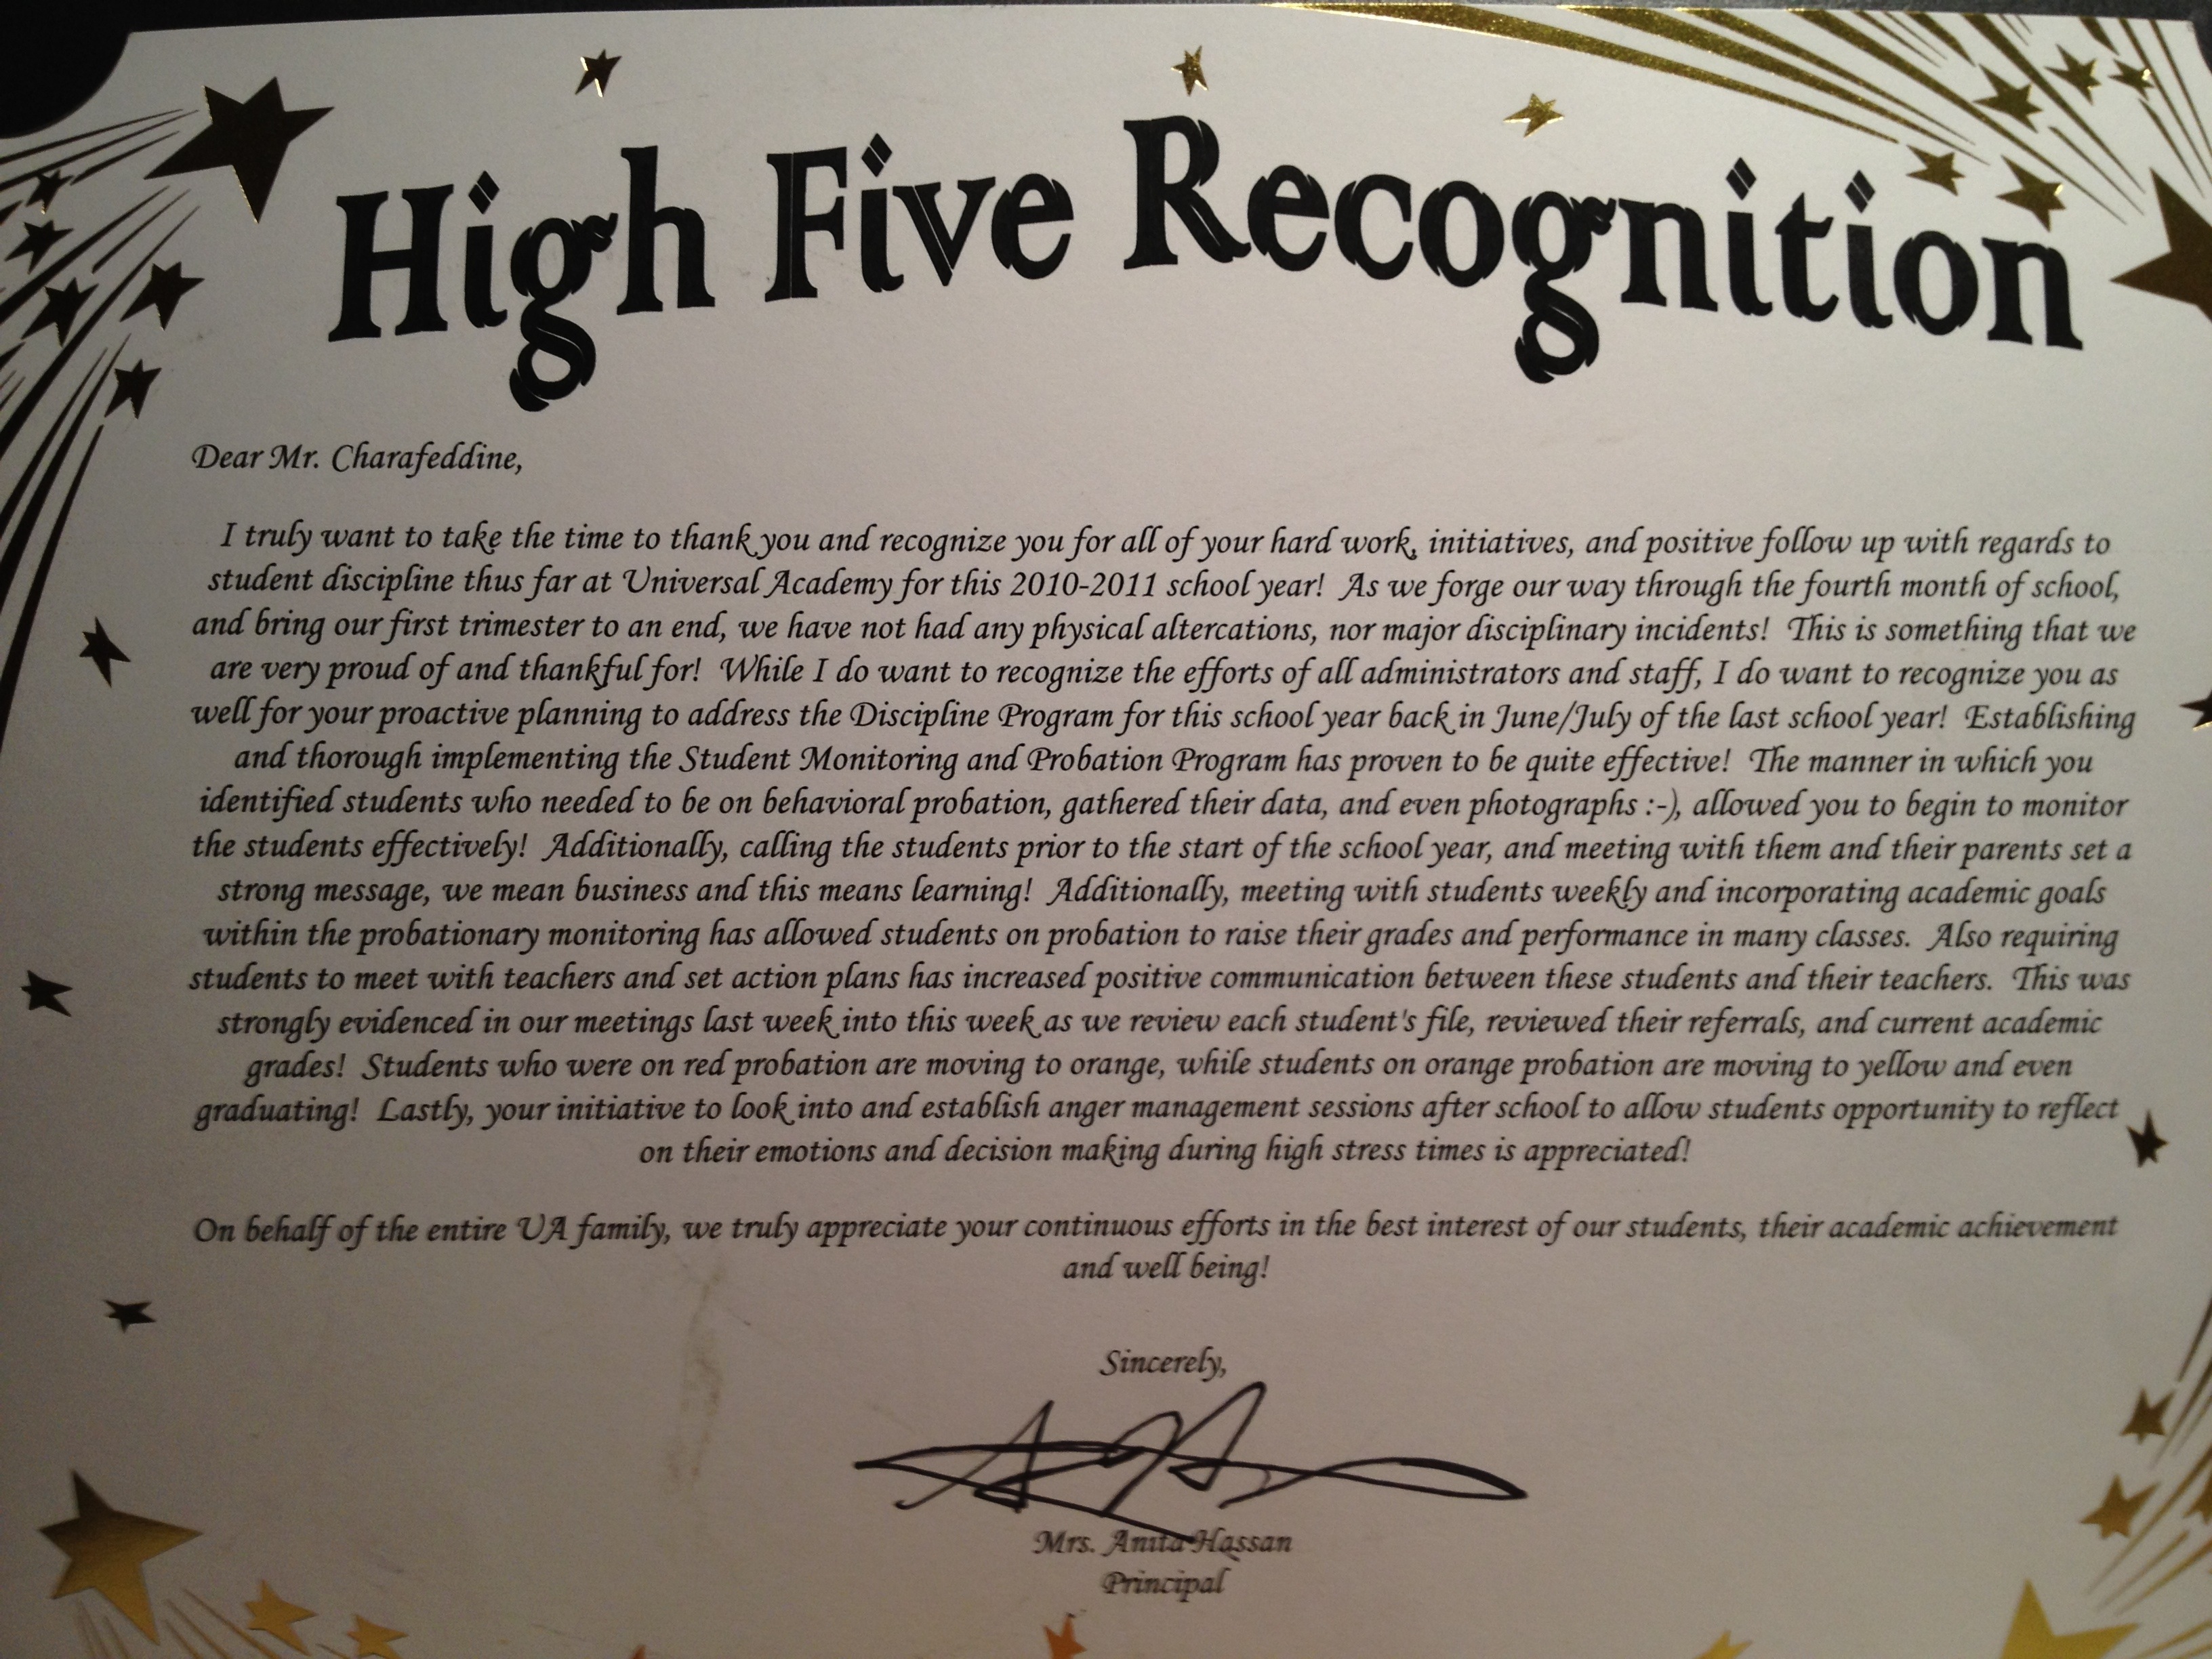 High Five Recognition
Dear Mr. Charafeddine,
I truly want to take the time to thank you and recognize you for all of your hard work, initiatives, and positive follow up with regards to
student discipline thus far at Universal Academy for this 2010-2011 school year!  As we forge our way through the fourth month of school,
and bring our first trimester to an end, we have not had any physical altercations, nor major disciplinary incidents!  This is something that we
are very proud of and thankful for!  While I do want to recognize the efforts of all administrators and staff, I do want to recognize you as
well for your proactive planning to address the Discipline Program for this school year back in June/July of the last school year!  Establishing
and thorough implementing the Student Monitoring and Probation Program has proven to be quite effective!  The manner in which you
identified students who needed to be on behavioral probation, gathered their data, and even photographs :-), allowed you to begin to monitor
the students effectively!  Additionally, calling the students prior to the start of the school year, and meeting with them and their parents set a
strong message, we mean business and this means learning!  Additionally, meeting with students weekly and incorporating academic goals
within the probationary monitoring has allowed students on probation to raise their grades and performance in many classes.  Also requiring
students to meet with teachers and set action plans has increased positive communication between these students and their teachers.  This was
strongly evidenced in our meetings last week into this week as we review each student's file, reviewed their referrals, and current academic
grades!  Students who were on red probation are moving to orange, while students on orange probation are moving to yellow and even
graduating!  Lastly, your initiative to look into and establish anger management sessions after school to allow students opportunity to reflect
on their emotions and decision making during high stress times is appreciated!
On behalf of the entire UA family, we truly appreciate your continuous efforts in the best interest of our students, their academic achievement
and well being!
Sincerely,
Mrs. Anita Hassan
Principal